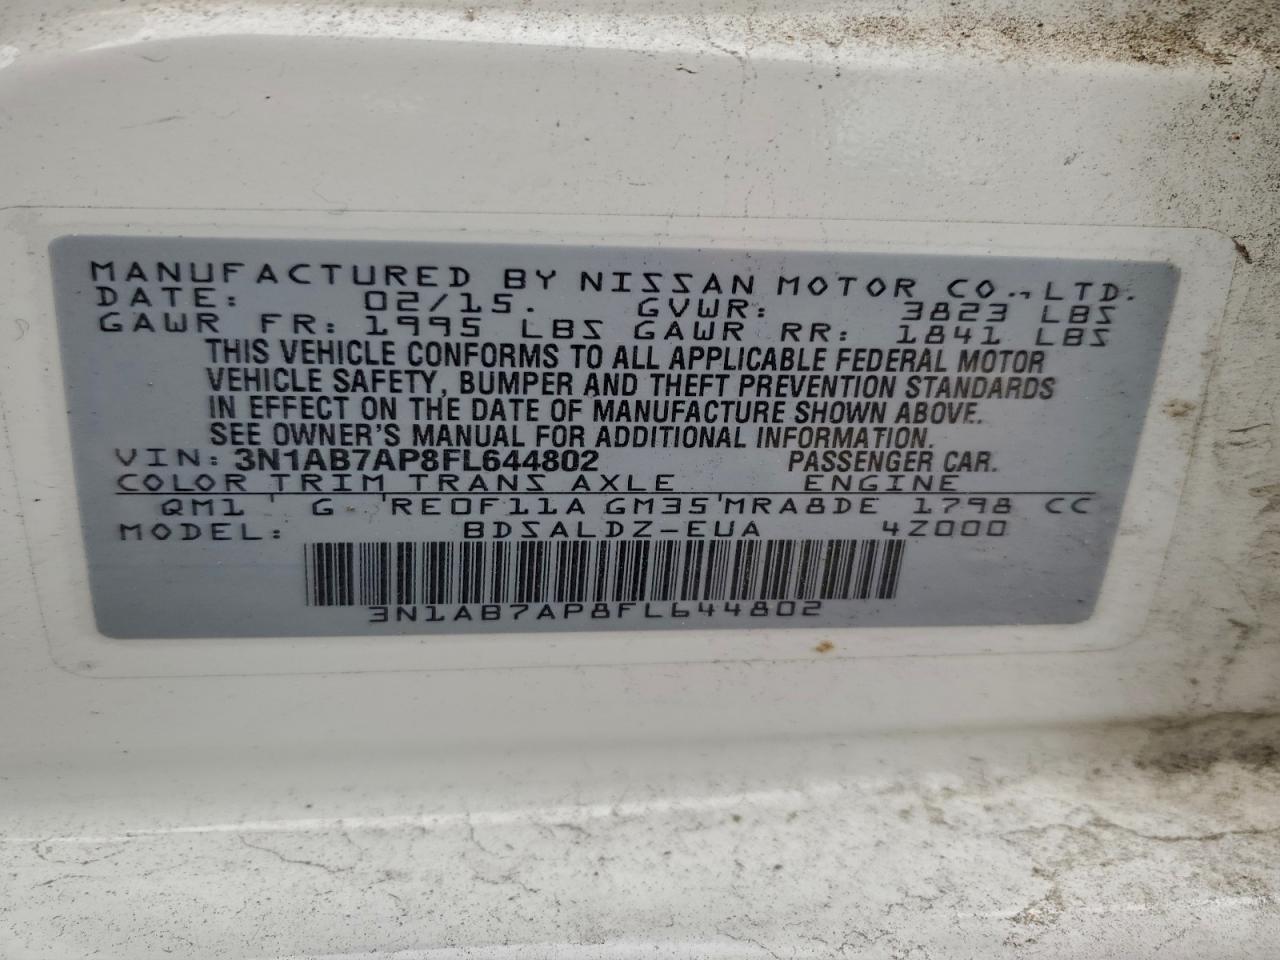 MANUFACTURED BY NISSAN MOTOR CO., LTD.
DATE: 02/15. GVWR: 3823 LBS
GAWR FR: 1995 LBS GAWR RR: 1841 LBS
THIS VEHICLE CONFORMS TO ALL APPLICABLE FEDERAL MOTOR
VEHICLE SAFETY, BUMPER AND THEFT PREVENTION STANDARDS
IN EFFECT ON THE DATE OF MANUFACTURE SHOWN ABOVE.
SEE OWNER'S MANUAL FOR ADDITIONAL INFORMATION.
VIN: 3N1AB7AP8FL644802 PASSENGER CAR.
COLOR TRIM TRANS AXLE ENGINE
QM1 ' G 'RE0F11A GM35'MRA8DE 1798 CC
MODEL: BDSALDZ-EUA 4Z000
3N1AB7AP8FL644802